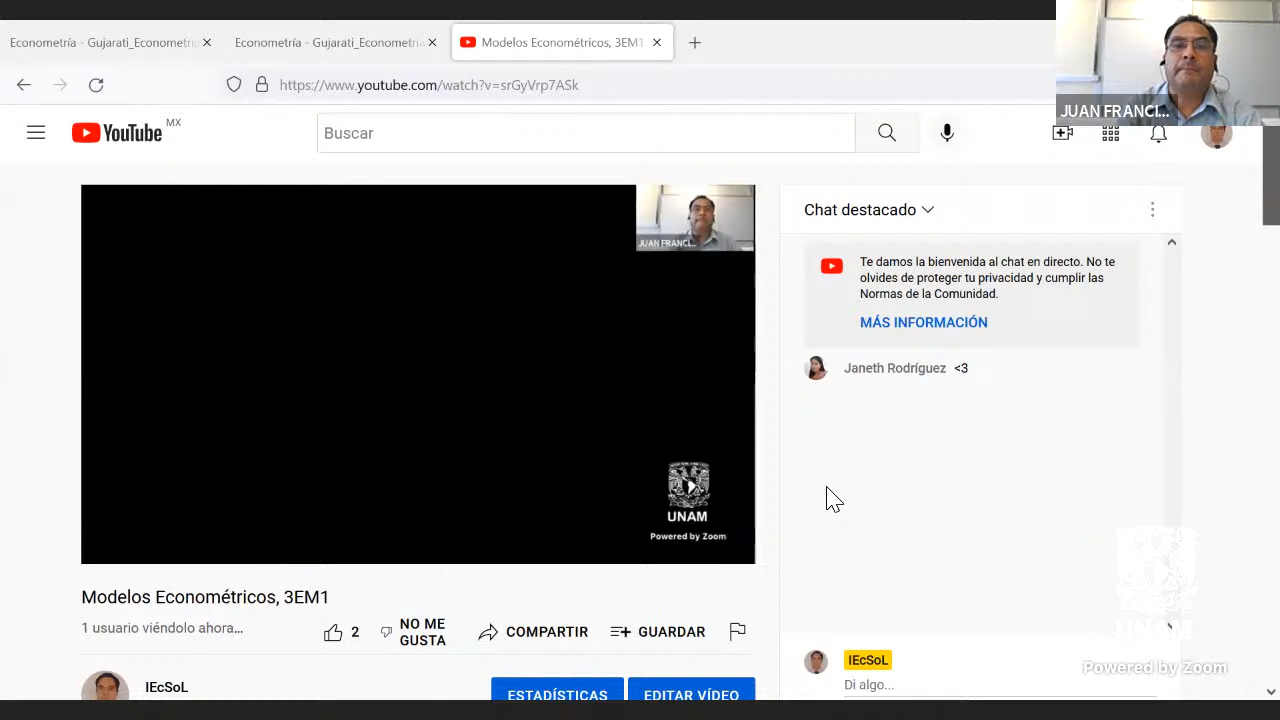 Econometría - Gujarati_Econometrí
Econometría - Gujarati_Econometría
Modelos Econométricos, 3EM1
https://www.youtube.com/watch?v=srGyVrp7ASk
JUAN FRANCI...
YouTube MX
Buscar
Chat destacado
JUAN FRANCI...
Te damos la bienvenida al chat en directo. No te
olvides de proteger tu privacidad y cumplir las
Normas de la Comunidad.
MÁS INFORMACIÓN
Janeth Rodríguez <3
UNAM
Powered by Zoom
Modelos Econométricos, 3EM1
1 usuario viéndolo ahora...
2
NO ME
GUSTA
COMPARTIR
GUARDAR
IEcSoL
ESTADÍSTICAS
EDITAR VÍDEO
IEcSoL
Di algo...
UNAM
Powered by Zoom